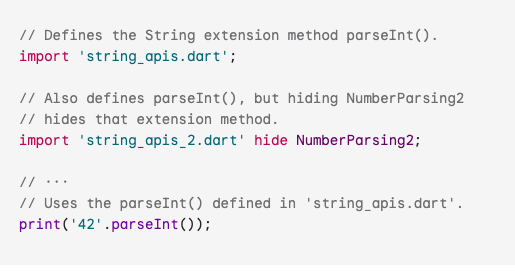 // Defines the String extension method parseInt().
import 'string_apis.dart';
// Also defines parseInt(), but hiding NumberParsing2
// hides that extension method.
import 'string_apis_2.dart' hide NumberParsing2;
// ···
// Uses the parseInt() defined in 'string_apis.dart'.
print('42'.parseInt());